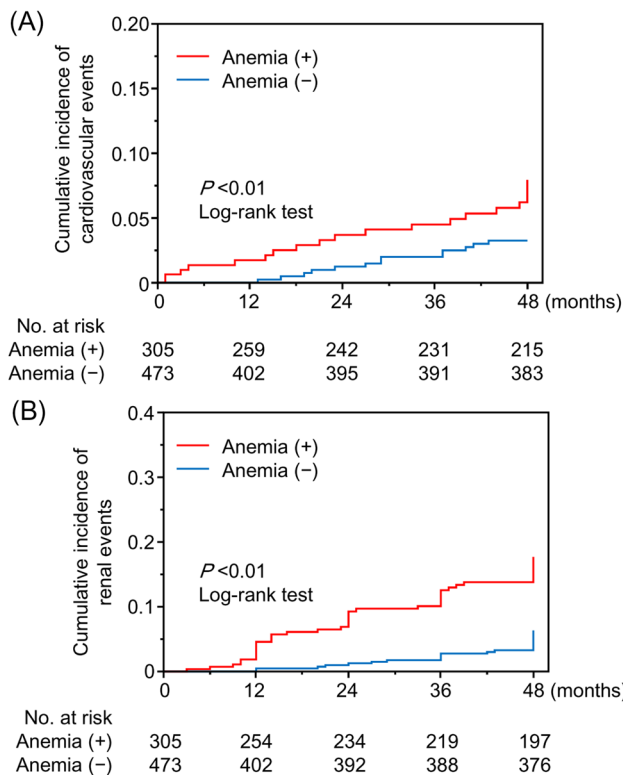 (A)
Cumulative incidence of
cardiovascular events
0.20
0.15
0.10
0.05
0
Anemia (+)
Anemia (−)
P <0.01
Log-rank test
0 12 24 36 48 (months)
No. at risk
Anemia (+) 305 259 242 231 215
Anemia (−) 473 402 395 391 383
(B)
Cumulative incidence of
renal events
0.4
0.3
0.2
0.1
0
Anemia (+)
Anemia (−)
P <0.01
Log-rank test
0 12 24 36 48 (months)
No. at risk
Anemia (+) 305 254 234 219 197
Anemia (−) 473 402 392 388 376